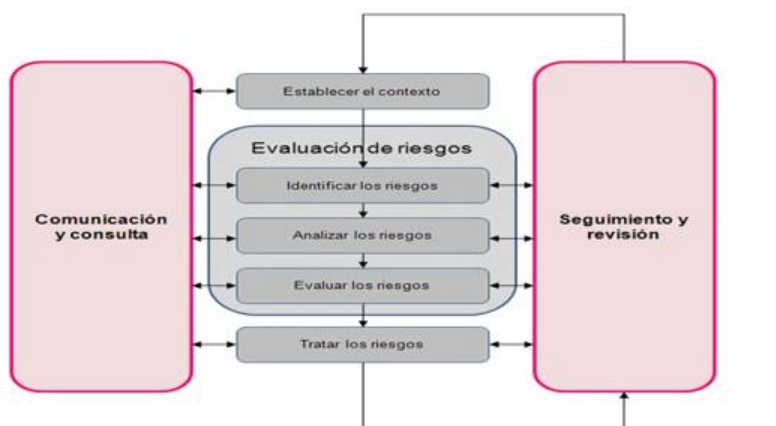 Establecer el contexto
Evaluación de riesgos
Identificar los riesgos
Analizar los riesgos
Evaluar los riesgos
Tratar los riesgos
Comunicación
y consulta
Seguimiento y
revisión